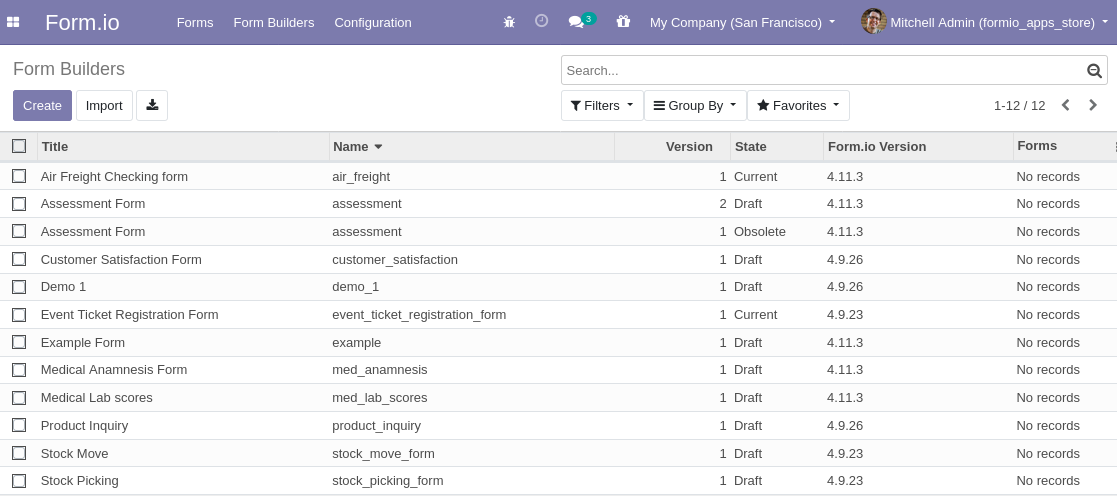 Form.io Forms Form Builders Configuration 3 My Company (San Francisco) Mitchell Admin (formio_apps_store)
Form Builders Search...
Create Import Filters Group By Favorites 1-12 / 12
Title Name Version State Form.io Version Forms
Air Freight Checking form air_freight 1 Current 4.11.3 No records
Assessment Form assessment 2 Draft 4.11.3 No records
Assessment Form assessment 1 Obsolete 4.11.3 No records
Customer Satisfaction Form customer_satisfaction 1 Draft 4.9.26 No records
Demo 1 demo_1 1 Draft 4.9.26 No records
Event Ticket Registration Form event_ticket_registration_form 1 Current 4.9.23 No records
Example Form example 1 Draft 4.11.3 No records
Medical Anamnesis Form med_anamnesis 1 Draft 4.11.3 No records
Medical Lab scores med_lab_scores 1 Draft 4.11.3 No records
Product Inquiry product_inquiry 1 Draft 4.9.26 No records
Stock Move stock_move_form 1 Draft 4.9.23 No records
Stock Picking stock_picking_form 1 Draft 4.9.23 No records